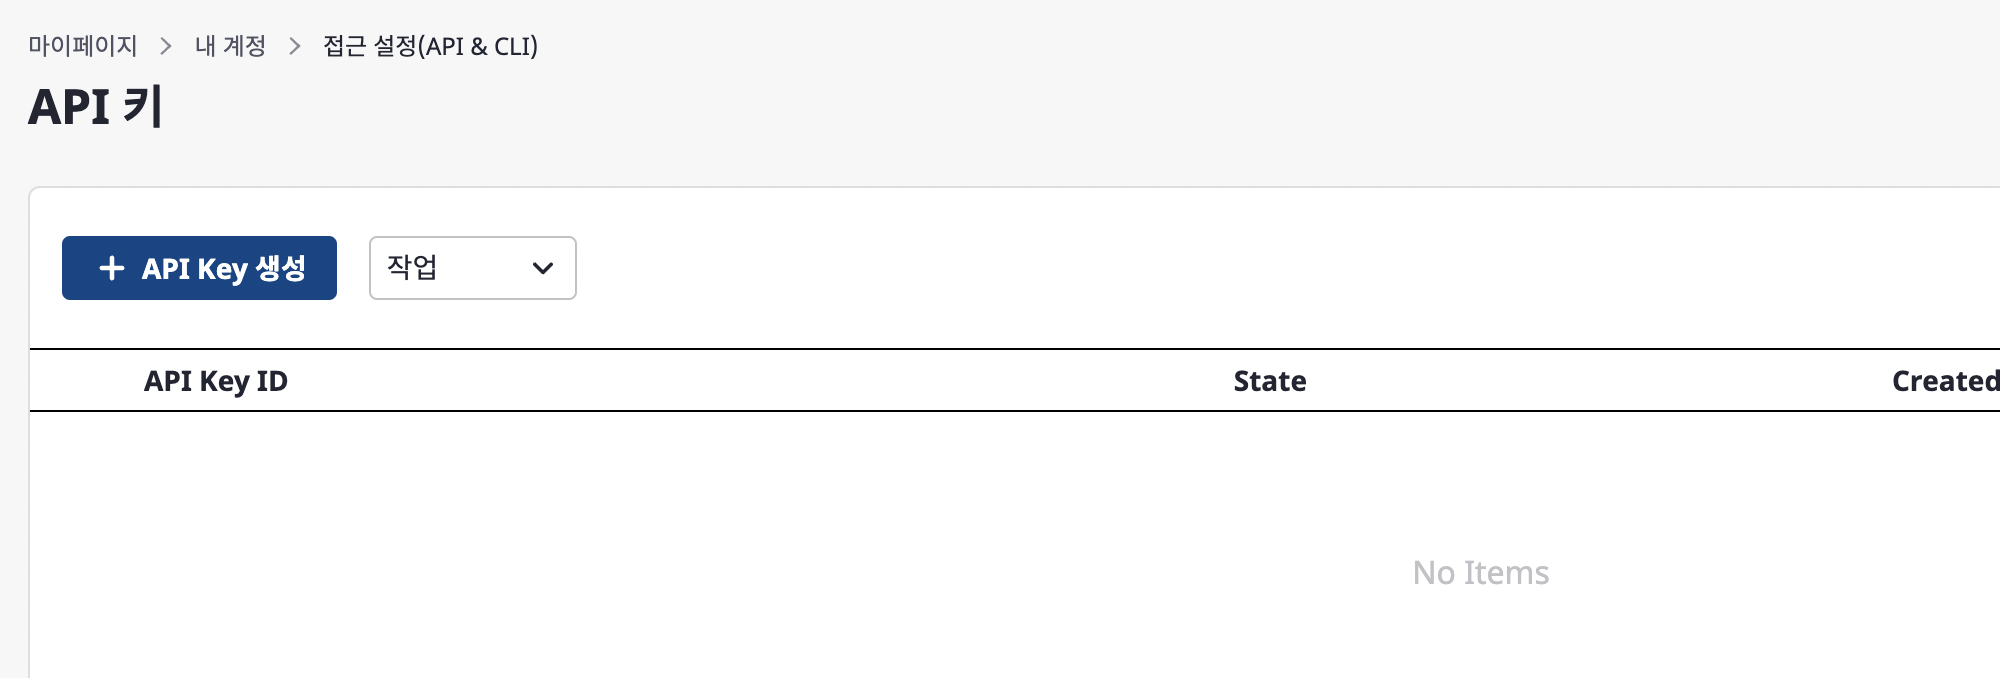 마이페이지 > 내 계정 > 접근 설정(API & CLI)
API 키
+ API Key 생성 작업
API Key ID State Created
No Items